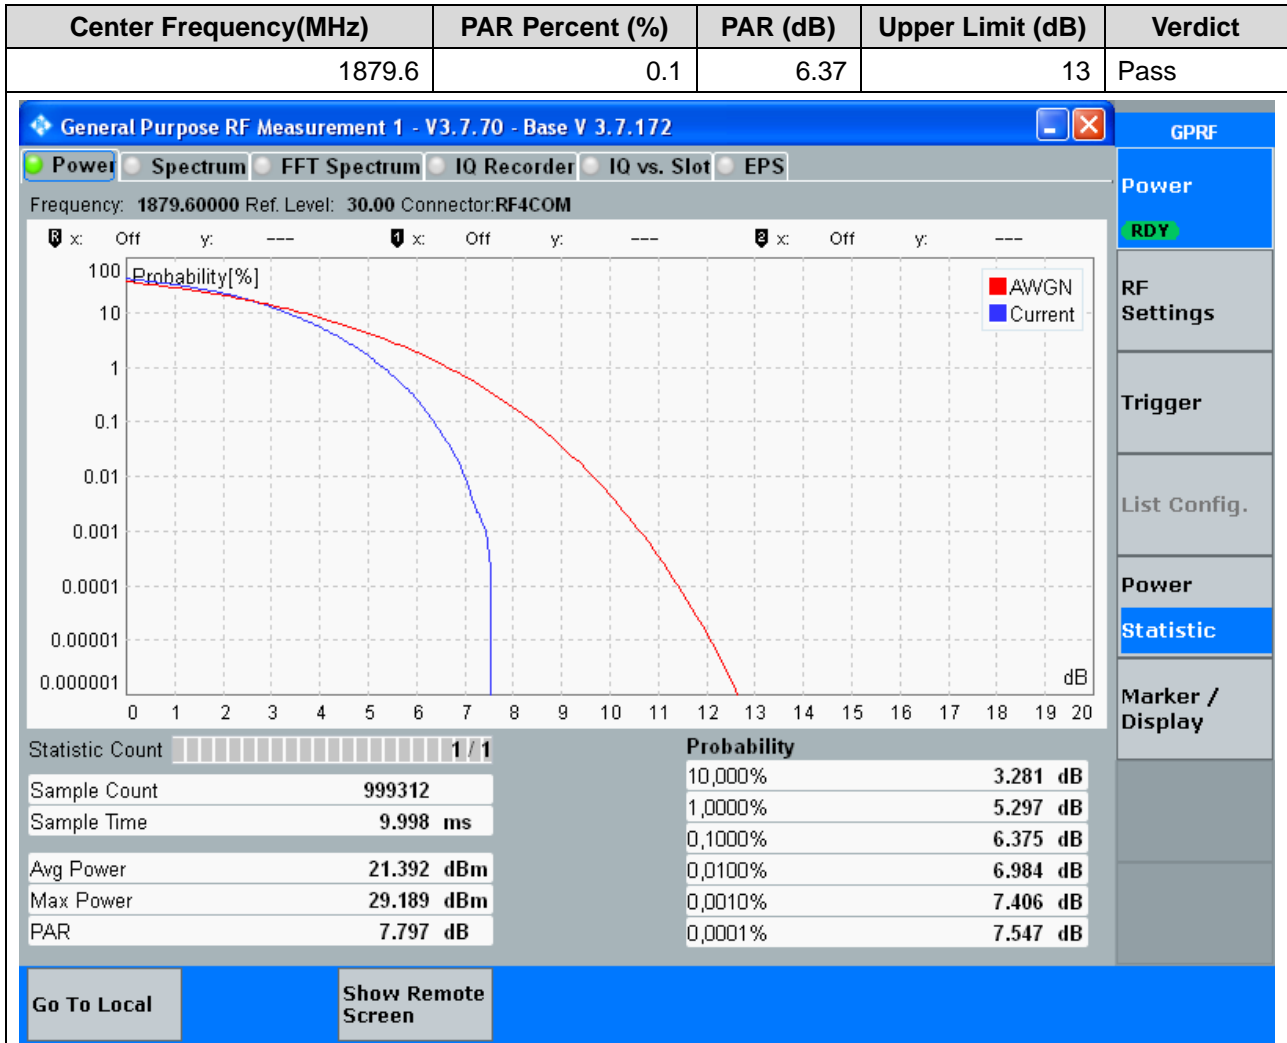 Center Frequency(MHz) PAR Percent (%) PAR (dB) Upper Limit (dB) Verdict
1879.6 0.1 6.37 13 Pass
General Purpose RF Measurement 1 - V3.7.70 - Base V 3.7.172
GPRF
Power Spectrum FFT Spectrum IQ Recorder IQ vs. Slot EPS
Power
RDY
Frequency: 1879.60000 Ref. Level: 30.00 Connector:RF4COM
R x: Off y: --- 1 x: Off y: --- 2 x: Off y: ---
100 Probability[%]
AWGN
Current
10
1
0.1
0.01
0.001
0.0001
0.00001
0.000001
dB
0 1 2 3 4 5 6 7 8 9 10 11 12 13 14 15 16 17 18 19 20
RF
Settings
Trigger
List Config.
Power
Statistic
Marker /
Display
Statistic Count 1 / 1
Sample Count 999312
Sample Time 9.998 ms
Avg Power 21.392 dBm
Max Power 29.189 dBm
PAR 7.797 dB
Probability
10,000% 3.281 dB
1,0000% 5.297 dB
0,1000% 6.375 dB
0,0100% 6.984 dB
0,0010% 7.406 dB
0,0001% 7.547 dB
Go To Local
Show Remote
Screen